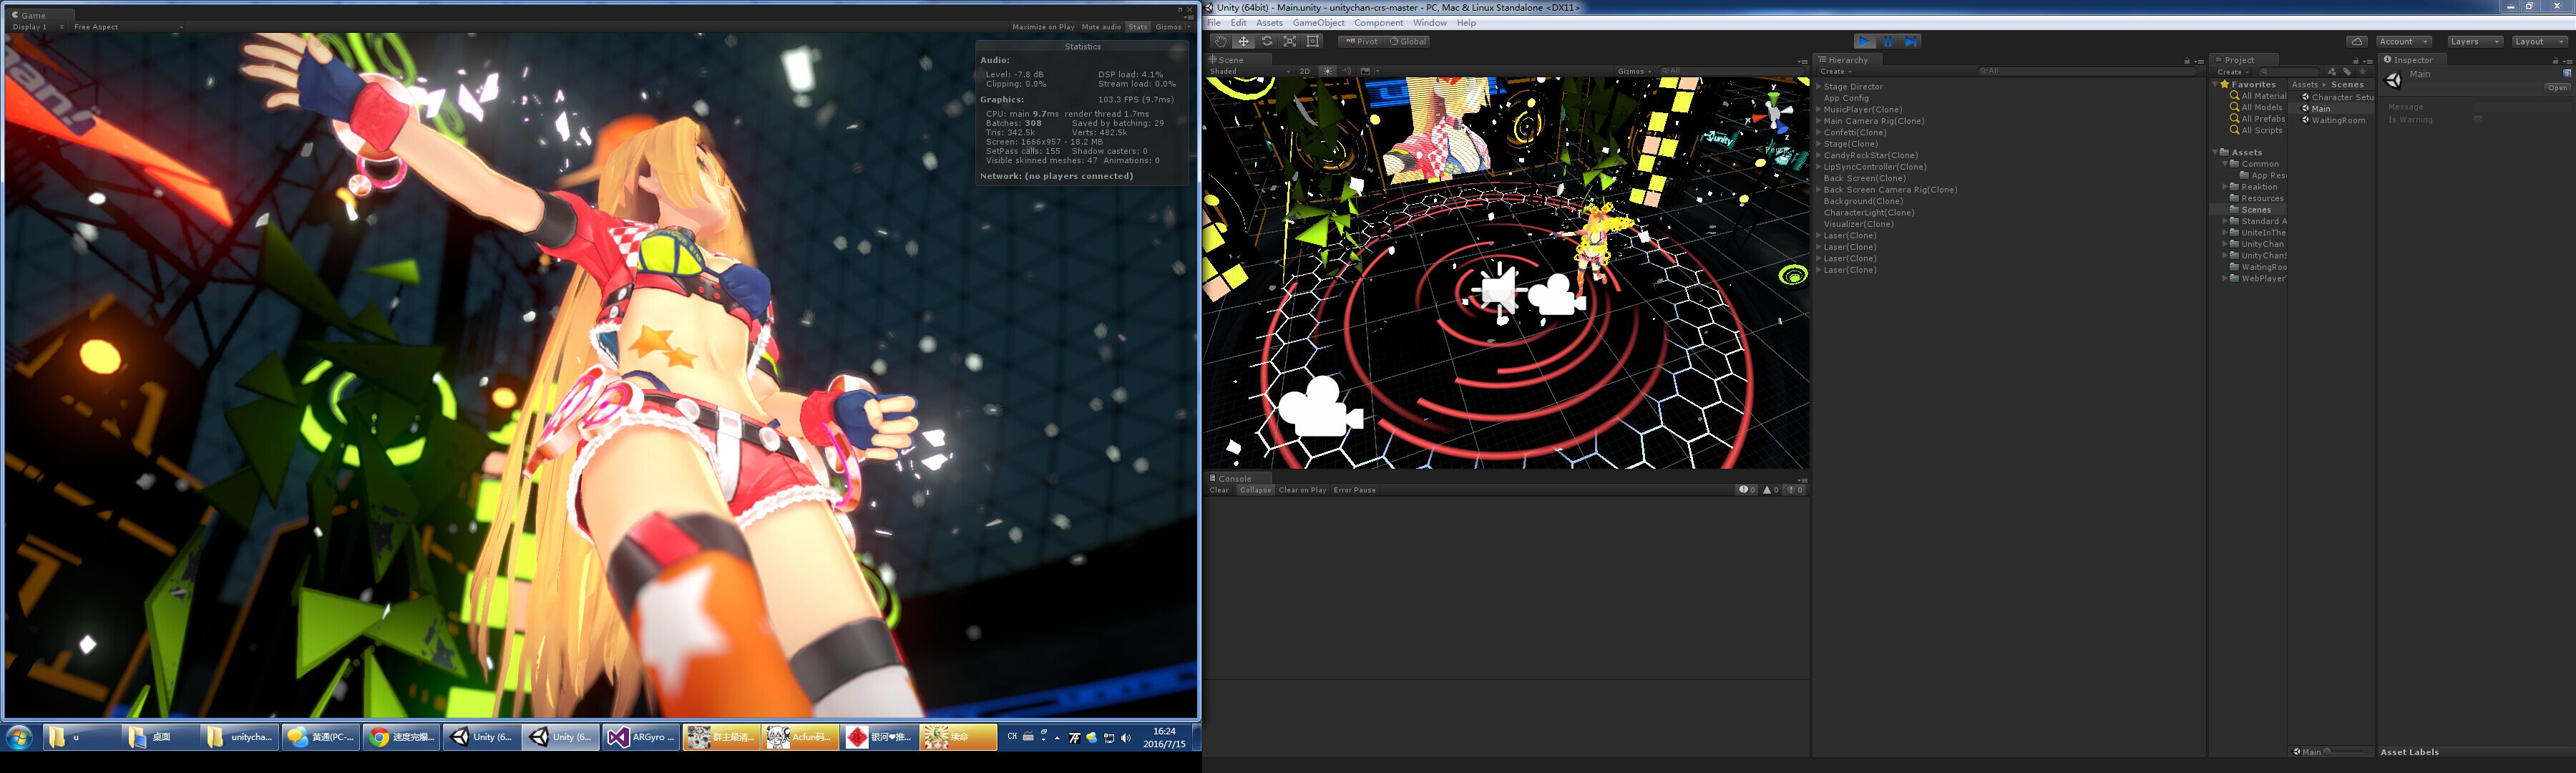 Game
Display 1
Free Aspect
Maximize on Play
Mute audio
Stats
Gizmos
Statistics
Audio:
Level: -7.8 dB
DSP load: 4.1%
Clipping: 0.0%
Stream load: 0.0%
Graphics:
103.3 FPS (9.7ms)
CPU: main 9.7ms render thread 1.7ms
Batches: 308
Saved by batching: 29
Tris: 342.5k
Verts: 482.5k
Screen: 1666x957 - 18.2 MB
SetPass calls: 155
Shadow casters: 0
Visible skinned meshes: 47 Animations: 0
Network: (no players connected)
Unity (64bit) - Main.unity - unitychan-crs-master - PC, Mac & Linux Standalone <DX11>
File Edit Assets GameObject Component Window Help
Pivot
Global
Account
Layers
Layout
Scene
Shaded
2D
Gizmos
All
y
x
z
Persp
unity
Console
Clear
Collapse
Clear on Play
Error Pause
0
0
0
Hierarchy
Create
All
Stage Director
App Config
MusicPlayer(Clone)
Main Camera Rig(Clone)
Confetti(Clone)
Stage(Clone)
CandyRockStar(Clone)
LipSyncController(Clone)
Back Screen(Clone)
Back Screen Camera Rig(Clone)
Background(Clone)
CharacterLight(Clone)
Visualizer(Clone)
Laser(Clone)
Laser(Clone)
Laser(Clone)
Laser(Clone)
Project
Create
Favorites
All Material
All Models
All Prefabs
All Scripts
Assets
Common
App Res
Reaktion
Resources
Scenes
Standard A
UniteInThe
UnityChan
UnityChanS
WaitingRoo
WebPlayer
Assets
Scenes
Character Setu
Main
WaitingRoom
Main
Inspector
Main
Open
Message
Is Warning
Asset Labels
u
桌面
unitycha...
黄通(PC-...
速度完爆...
Unity (6...
Unity (6...
ARGyro ...
群主最清...
Acfun码...
银河❤推...
续命
CH
16:24
2016/7/15